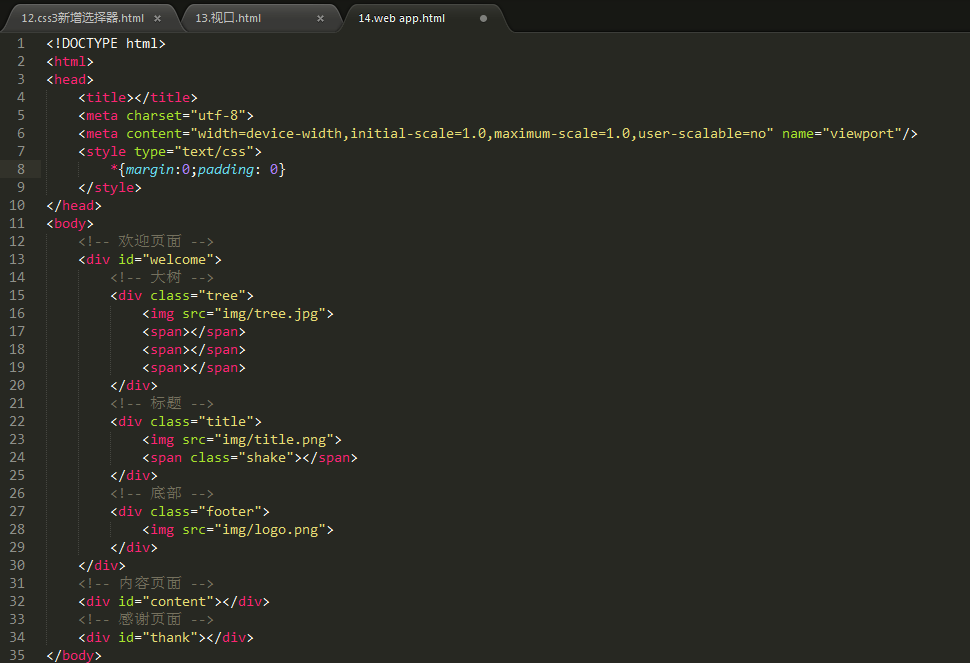 12.css3新增选择器.html × 13.视口.html × 14.web app.html
1 <!DOCTYPE html>
2 <html>
3 <head>
4 <title></title>
5 <meta charset="utf-8">
6 <meta content="width=device-width,initial-scale=1.0,maximum-scale=1.0,user-scalable=no" name="viewport"/>
7 <style type="text/css">
8 *{margin:0;padding: 0}
9 </style>
10 </head>
11 <body>
12 <!-- 欢迎页面 -->
13 <div id="welcome">
14 <!-- 大树 -->
15 <div class="tree">
16 <img src="img/tree.jpg">
17 <span></span>
18 <span></span>
19 <span></span>
20 </div>
21 <!-- 标题 -->
22 <div class="title">
23 <img src="img/title.png">
24 <span class="shake"></span>
25 </div>
26 <!-- 底部 -->
27 <div class="footer">
28 <img src="img/logo.png">
29 </div>
30 </div>
31 <!-- 内容页面 -->
32 <div id="content"></div>
33 <!-- 感谢页面 -->
34 <div id="thank"></div>
35 </body>